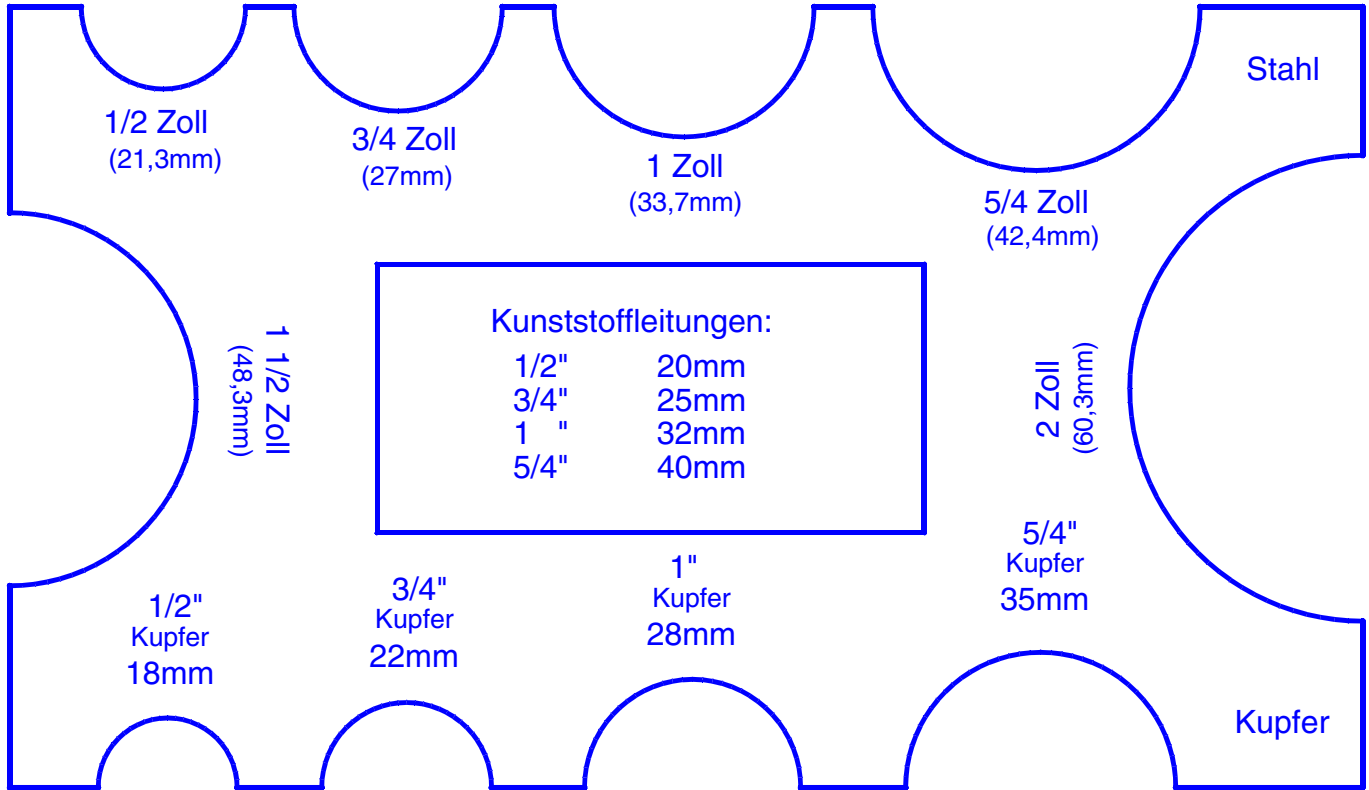 Stahl
1/2 Zoll
(21,3mm)
3/4 Zoll
(27mm)
1 Zoll
(33,7mm)
5/4 Zoll
(42,4mm)
1 1/2 Zoll
(48,3mm)
Kunststoffleitungen:
1/2" 20mm
3/4" 25mm
1 " 32mm
5/4" 40mm
2 Zoll
(60,3mm)
1/2"
Kupfer
18mm
3/4"
Kupfer
22mm
1"
Kupfer
28mm
5/4"
Kupfer
35mm
Kupfer